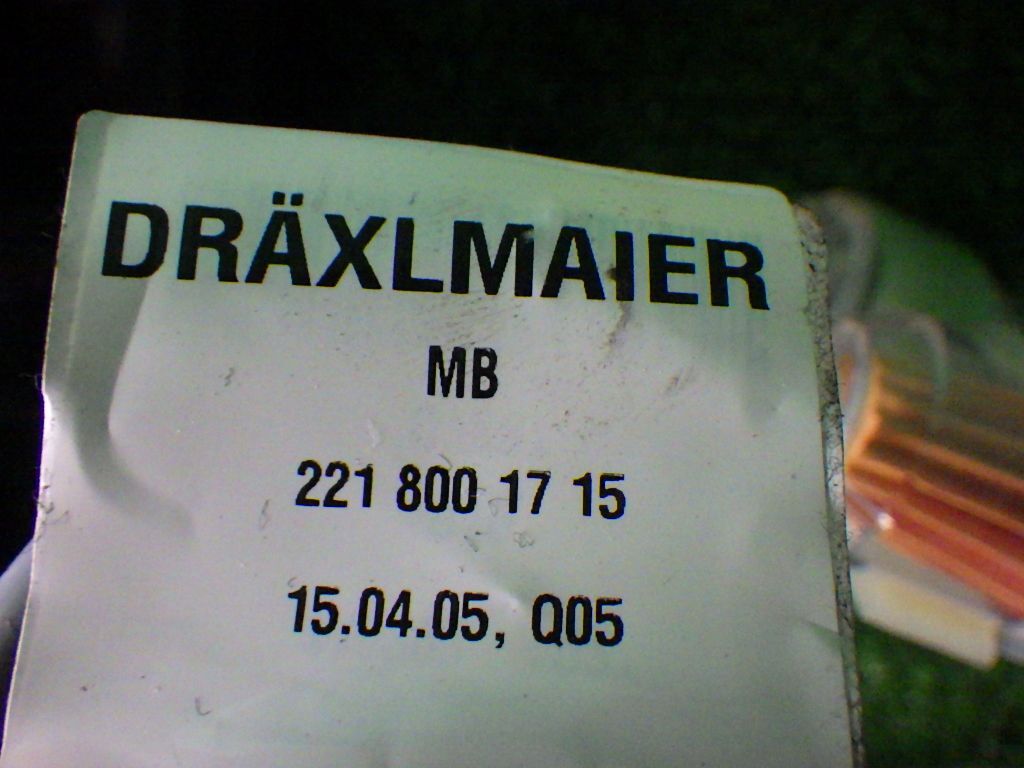 DRÄXLMAIER
MB
221 800 17 15
15.04.05, Q05